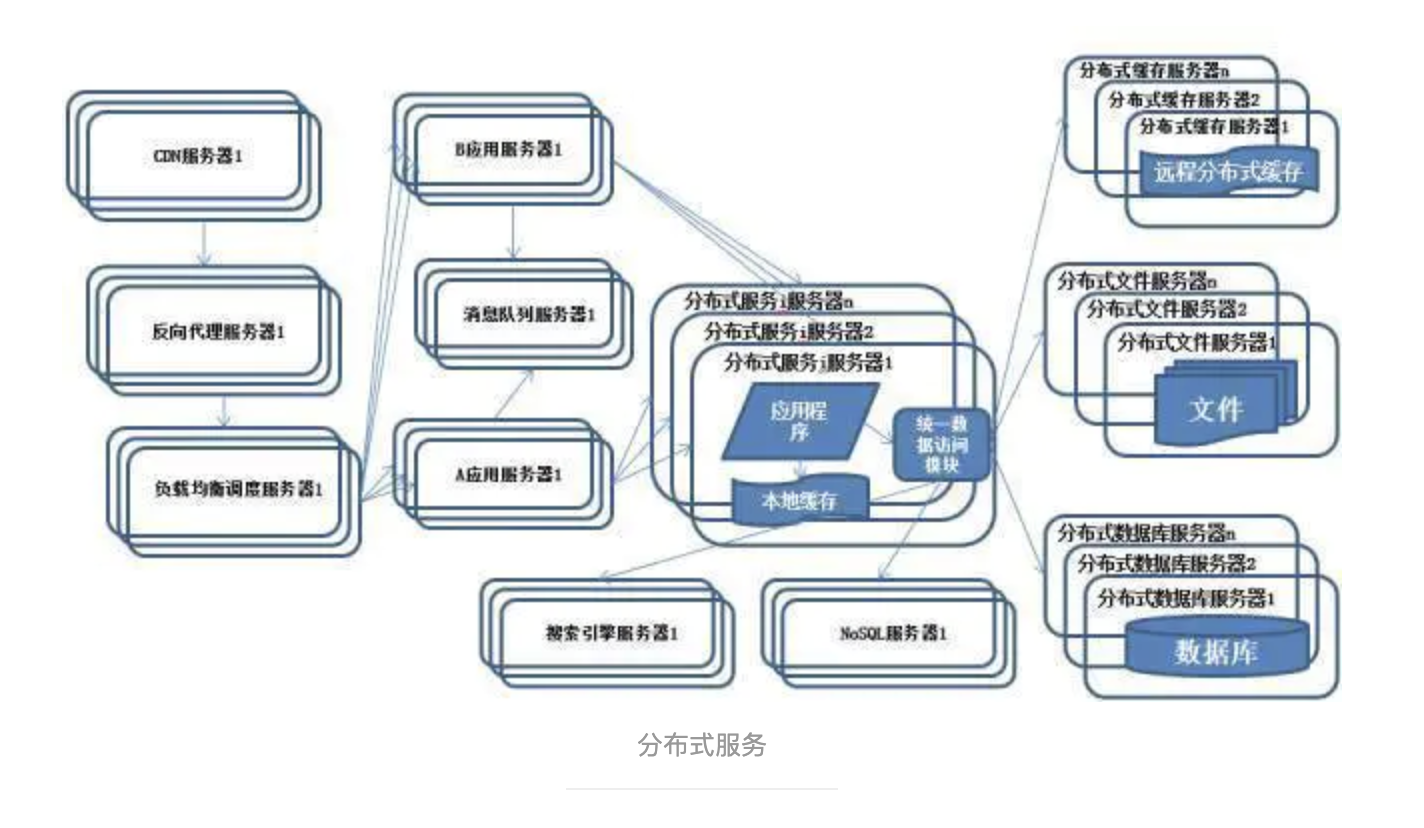 CDN服务器1
反向代理服务器1
负载均衡调度服务器1
B应用服务器1
消息队列服务器1
A应用服务器1
分布式服务i服务器n
分布式服务i服务器2
分布式服务i服务器1
应用程
序
本地缓存
统一数
据访问
模块
搜索引擎服务器1
NoSQL服务器1
分布式缓存服务器n
分布式缓存服务器2
分布式缓存服务器1
远程分布式缓存
分布式文件服务器n
分布式文件服务器2
分布式文件服务器1
文件
分布式数据库服务器n
分布式数据库服务器2
分布式数据库服务器1
数据库
分布式服务